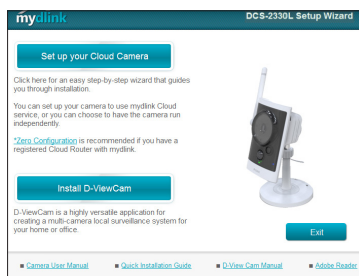 mydlink
DCS-2330L Setup Wizard
Set up your Cloud Camera
Click here for an easy step-by-step wizard that guides
you through installation.
You can set up your camera to use mydlink Cloud
service, or you can choose to have the camera run
independently.
*Zero Configuration is recommended if you have a
registered Cloud Router with mydlink.
Install D-ViewCam
D-ViewCam is a highly versatile application for
creating a multi-camera local surveillance system for
your home or office.
Exit
Camera User Manual
Quick Installation Guide
D-View Cam Manual
Adobe Reader